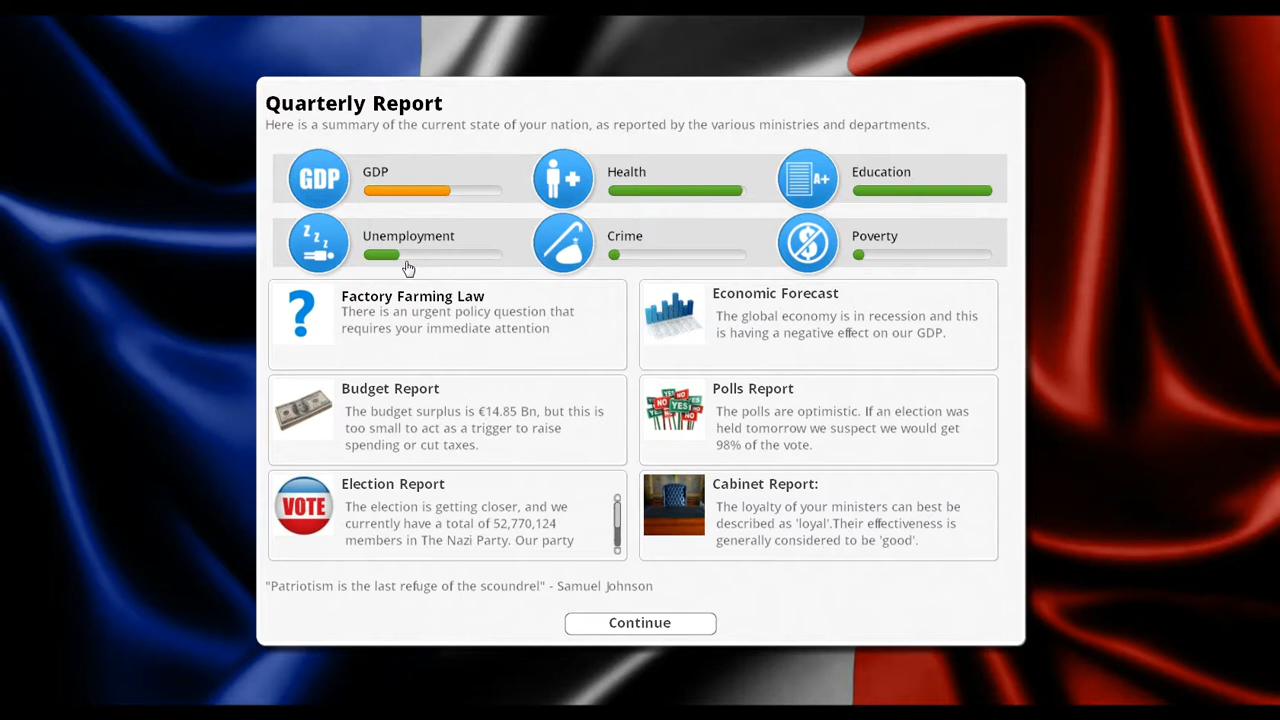 Quarterly Report
Here is a summary of the current state of your nation, as reported by the various ministries and departments.
GDP
GDP
Health
A+
Education
Z Z Z
Unemployment
Crime
$
Poverty
?
Factory Farming Law
There is an urgent policy question that
requires your immediate attention
Economic Forecast
The global economy is in recession and this
is having a negative effect on our GDP.
Budget Report
The budget surplus is €14.85 Bn, but this is
too small to act as a trigger to raise
spending or cut taxes.
YES
NO
YES
NO
Polls Report
The polls are optimistic. If an election was
held tomorrow we suspect we would get
98% of the vote.
VOTE
Election Report
The election is getting closer, and we
currently have a total of 52,770,124
members in The Nazi Party. Our party
Cabinet Report:
The loyalty of your ministers can best be
described as 'loyal'.Their effectiveness is
generally considered to be 'good'.
"Patriotism is the last refuge of the scoundrel" - Samuel Johnson
Continue